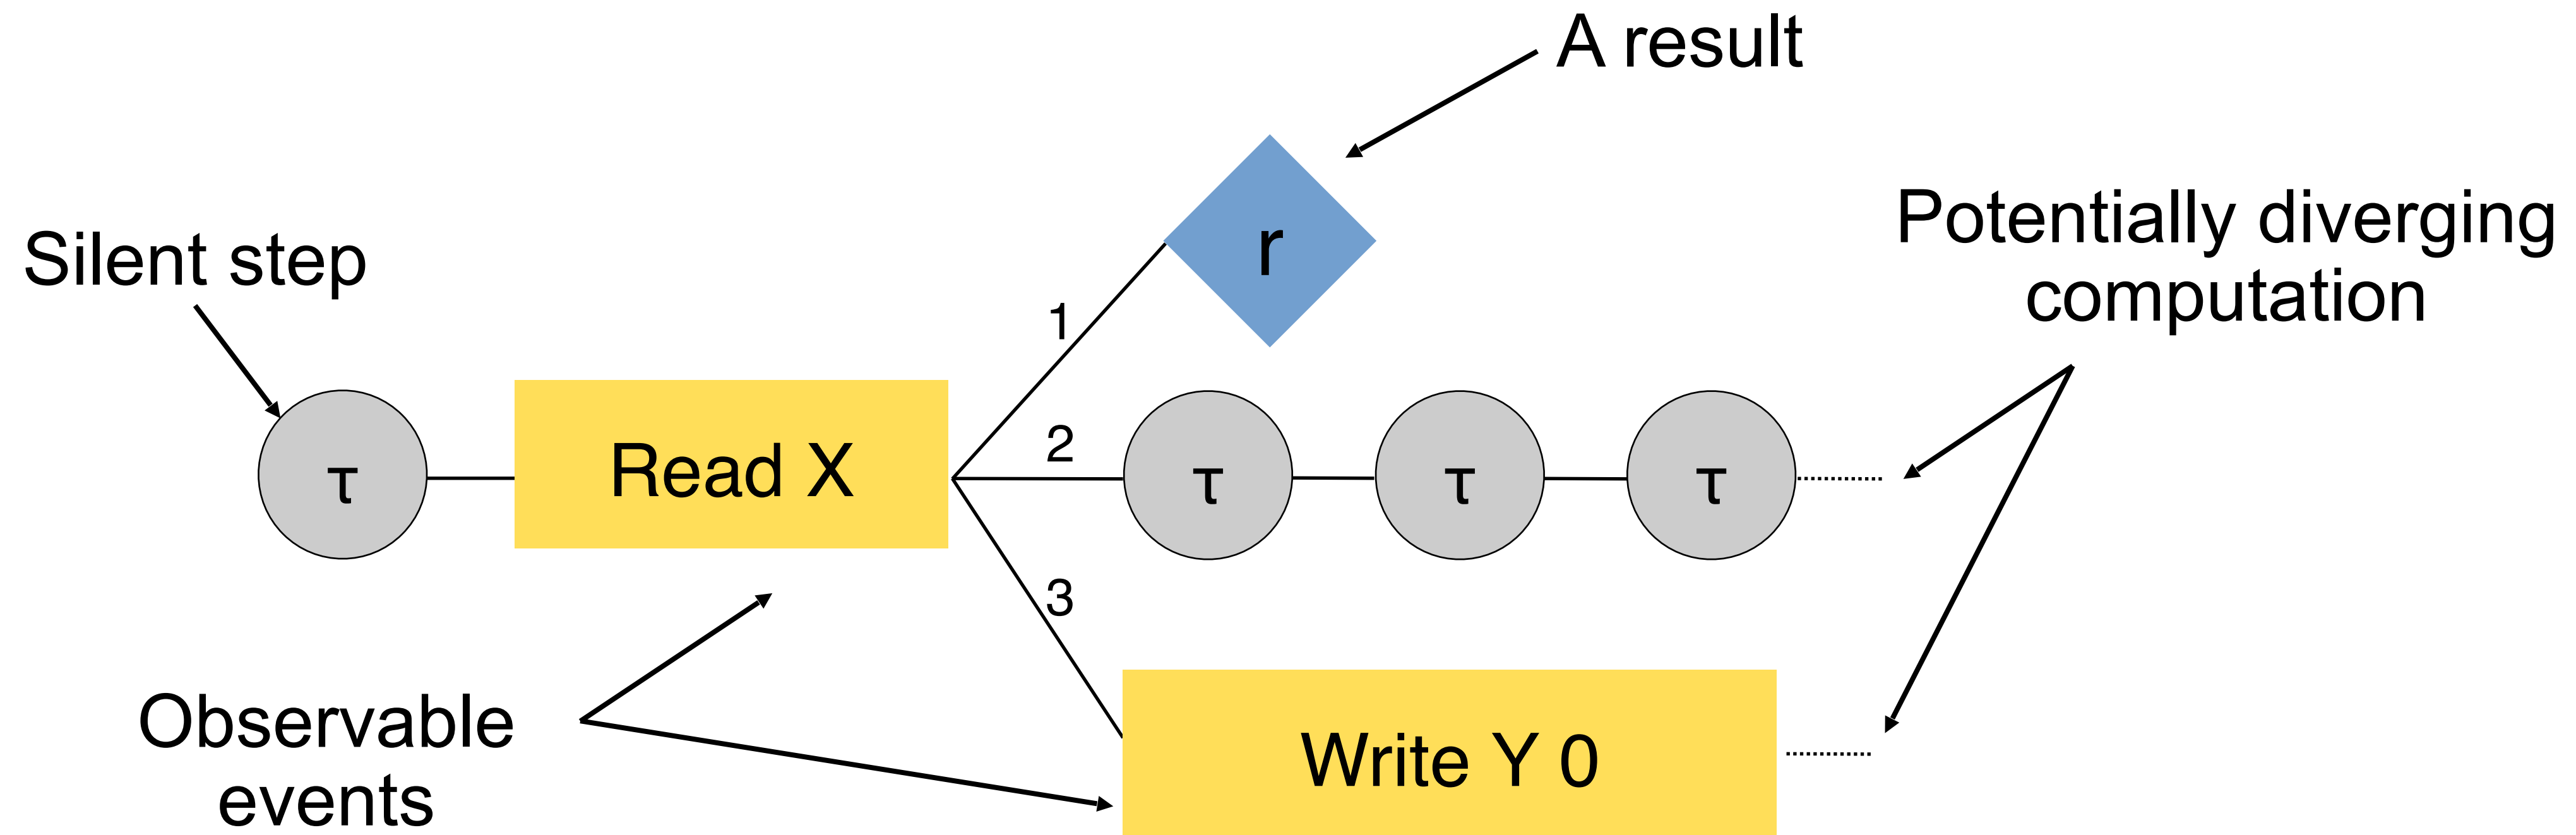 A result
r
Potentially diverging
computation
Silent step
1
τ
Read X
2
τ
τ
τ
3
Observable
events
Write Y 0